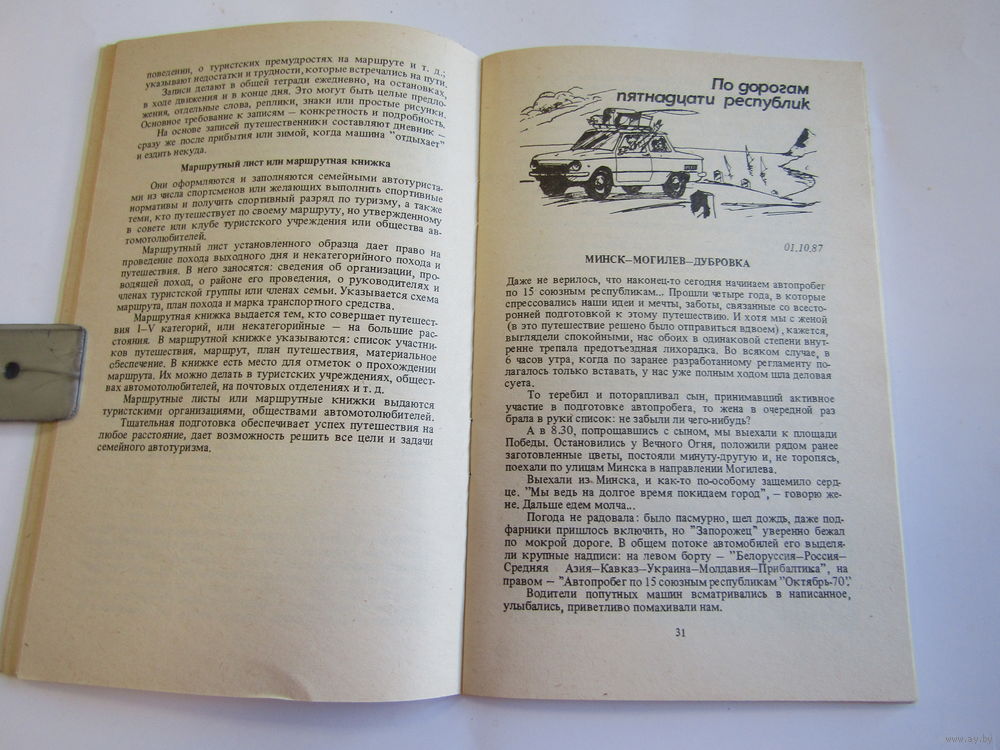 поведении, о туристских премудростях на маршруте и т. д.;
указывают недостатки и трудности, которые встречались на пути.
Записи делают в общей тетради ежедневно, на остановках,
в ходе движения и в конце дня. Это могут быть целые предло-
жения, отдельные слова, реплики, знаки или простые рисунки.
Основное требование к записям — конкретность и подробность.
На основе записей путешественники составляют дневник —
сразу же после прибытия или зимой, когда машина "отдыхает"
и ездить некуда.
Маршрутный лист или маршрутная книжка
Они оформляются и заполняются семейными автотуриста-
ми из числа спортсменов или желающих выполнить спортивные
нормативы и получить спортивный разряд по туризму, а также
теми, кто путешествует по своему маршруту, но утвержденному
в совете или клубе туристского учреждения или общества ав-
томотолюбителей.
Маршрутный лист установленного образца дает право на
проведение похода выходного дня и некатегорийного похода и
путешествия. В него заносятся: сведения об организации, про-
водящей поход, о районе его проведения, о руководителях и
членах туристской группы или членах семьи. Указывается схема
маршрута, план похода и марка транспортного средства.
Маршрутная книжка выдается тем, кто совершает путешест-
вия I—V категорий, или некатегорийные — на большие рас-
стояния. В маршрутной книжке указываются: список участни-
ков путешествия, маршрут, план путешествия, материальное
обеспечение. В книжке есть место для отметок о прохождении
маршрута. Их можно делать в туристских учреждениях, общест-
вах автомотолюбителей, на почтовых отделениях и т. д.
Маршрутные листы или маршрутные книжки выдаются
туристскими организациями, обществами автомотолюбителей.
Тщательная подготовка обеспечивает успех путешествия на
любое расстояние, дает возможность решить все цели и задачи
семейного автотуризма.
По дорогам
пятнадцати республик
01.10.87
МИНСК—МОГИЛЕВ—ДУБРОВКА
Даже не верилось, что наконец-то сегодня начинаем автопробег
по 15 союзным республикам... Прошли четыре года, в которые
спрессовались наши идеи и мечты, заботы, связанные со всесто-
ронней подготовкой к этому путешествию. И хотя мы с женой
(в это путешествие решено было отправиться вдвоем), кажется,
выглядели спокойными, нас обоих в одинаковой степени внут-
ренне трепала предотъездная лихорадка. Во всяком случае, в
6 часов утра, когда по заранее разработанному регламенту по-
лагалось только вставать, у нас уже полным ходом шла деловая
суета.
То теребил и поторапливал сын, принимавший активное
участие в подготовке автопробега, то жена в очередной раз
брала в руки список: не забыли ли чего-нибудь?
А в 8.30, попрошавшись с сыном, мы выехали к площади
Победы. Остановились у Вечного Огня, положили рядом ранее
заготовленные цветы, постояли минуту-другую и, не торопясь,
поехали по улицам Минска в направлении Могилева.
Выехали из Минска, и как-то по-особому защемило серд-
це. "Мы ведь на долгое время покидаем город", — говорю же-
не. Дальше едем молча...
Погода не радовала: было пасмурно, шел дождь, даже под-
фарники пришлось включить, но "Запорожец" уверенно бежал
по мокрой дороге. В общем потоке автомобилей его выделя-
ли крупные надписи: на левом борту — "Белоруссия—Россия—
Средняя Азия—Кавказ—Украина—Молдавия—Прибалтика", на
правом — "Автопробег по 15 союзным республикам "Октябрь-70".
Водители попутных машин всматривались в написанное,
улыбались, приветливо помахивали нам.
31
www.ay.by